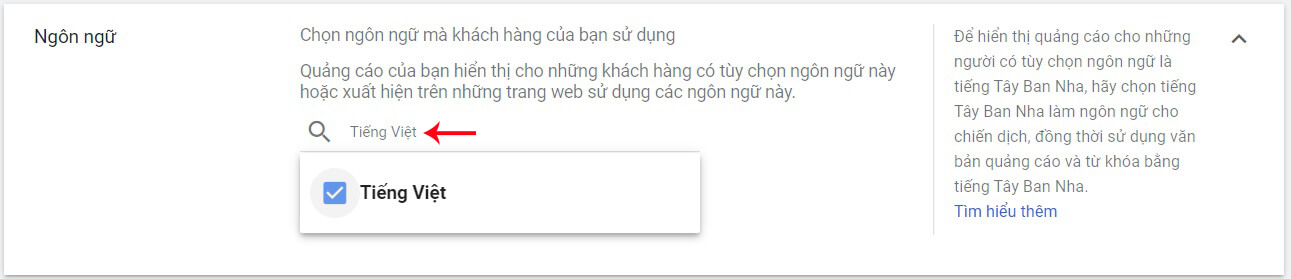 Ngôn ngữ
Chọn ngôn ngữ mà khách hàng của bạn sử dụng
Quảng cáo của bạn hiển thị cho những khách hàng có tùy chọn ngôn ngữ này
hoặc xuất hiện trên những trang web sử dụng các ngôn ngữ này.
Tiếng Việt
Tiếng Việt
Để hiển thị quảng cáo cho những
người có tùy chọn ngôn ngữ là
tiếng Tây Ban Nha, hãy chọn tiếng
Tây Ban Nha làm ngôn ngữ cho
chiến dịch, đồng thời sử dụng văn
bản quảng cáo và từ khóa bằng
tiếng Tây Ban Nha.
Tìm hiểu thêm